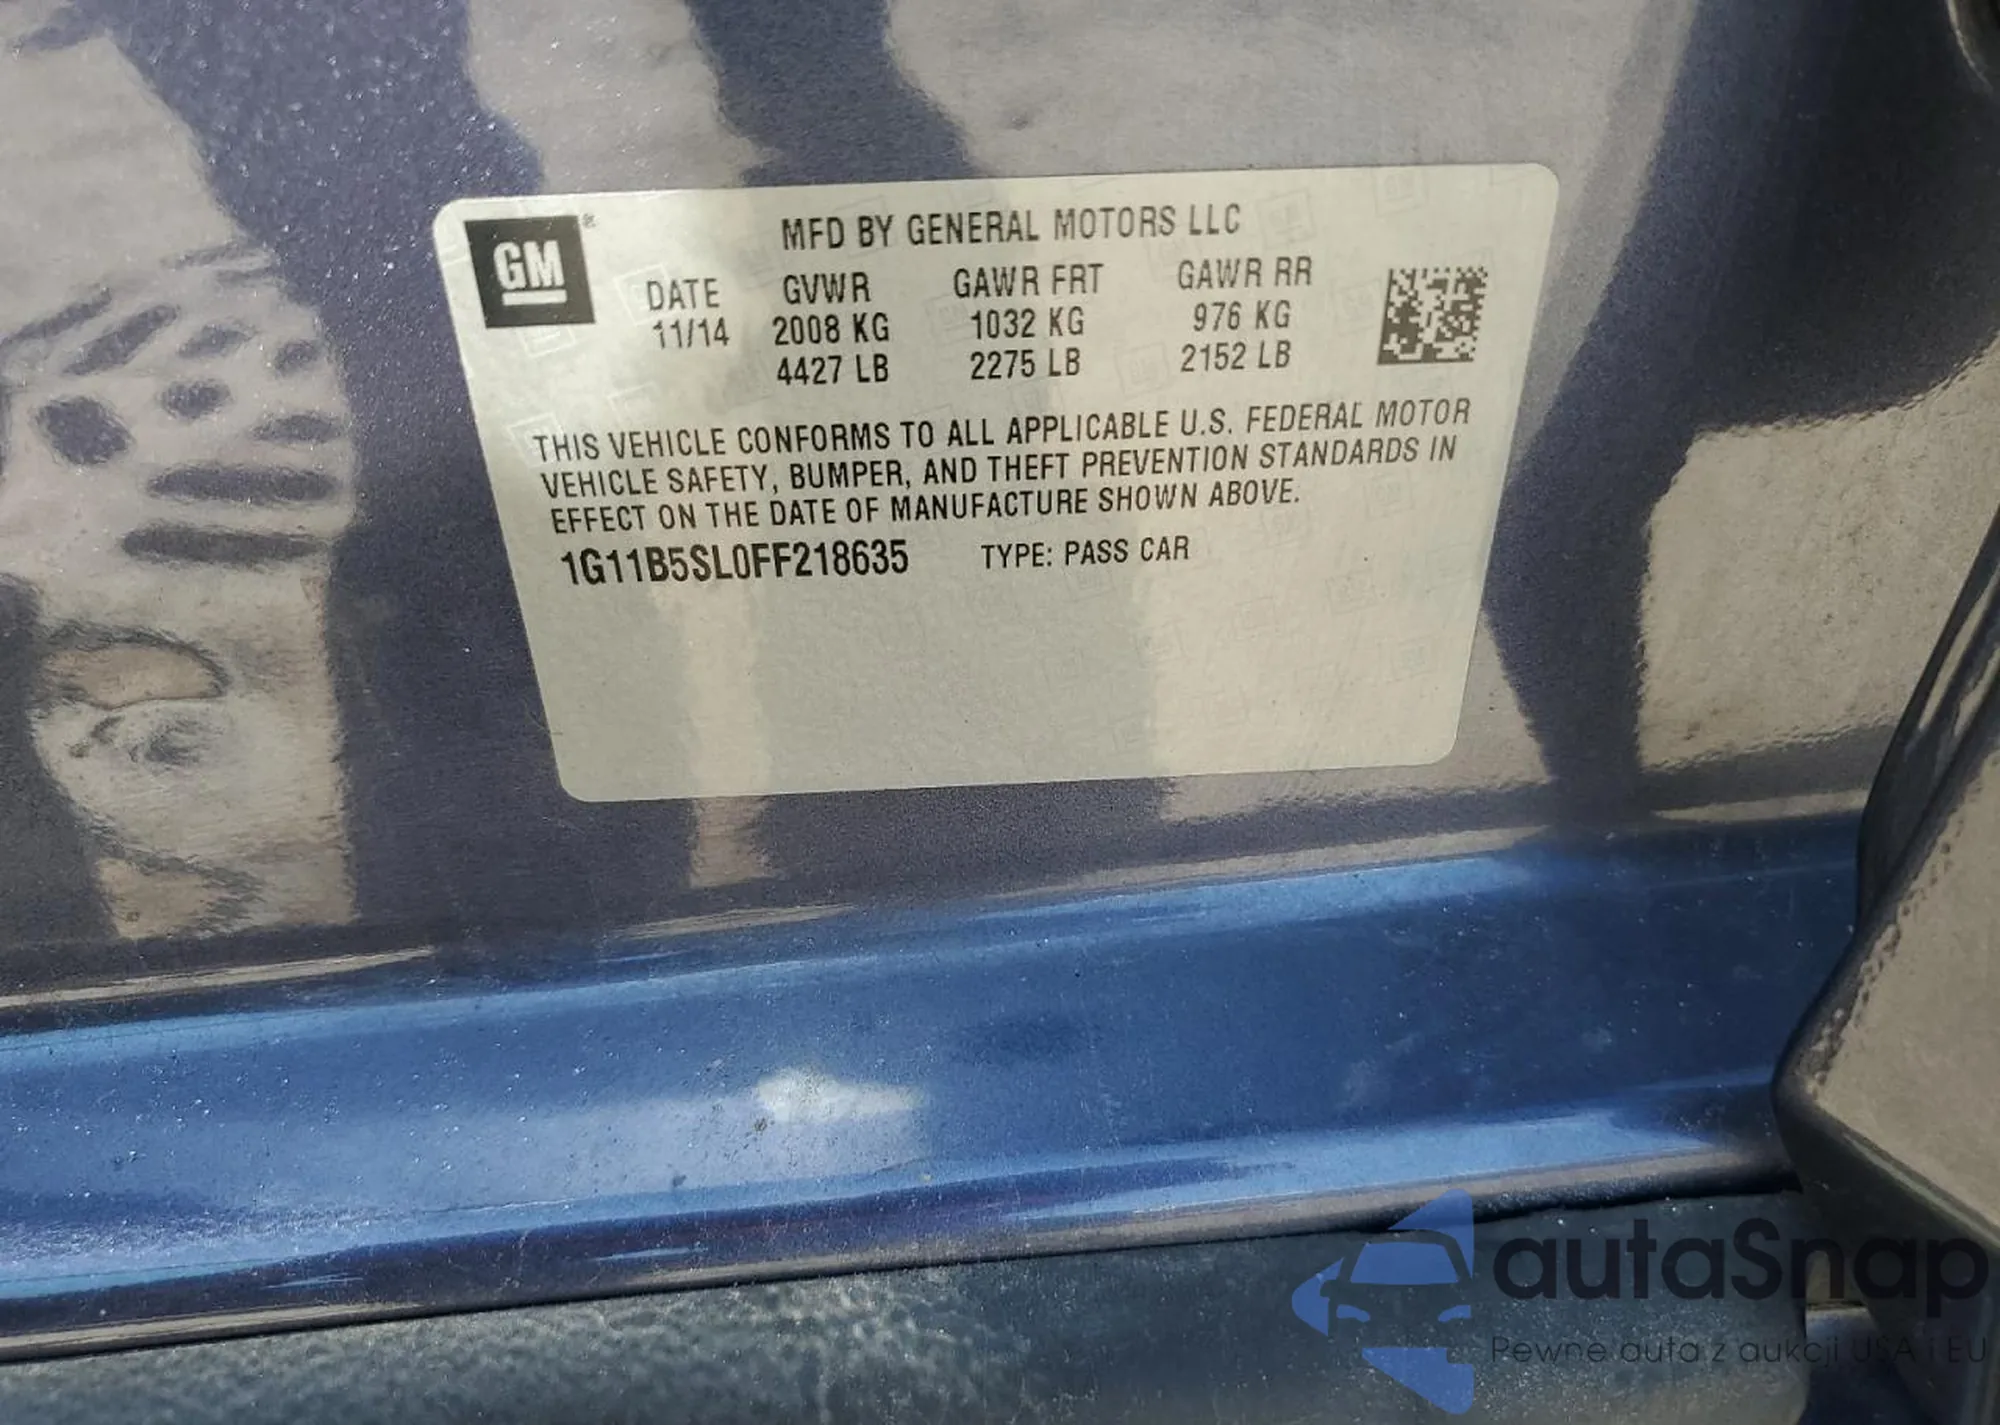 GM ®
MFD BY GENERAL MOTORS LLC
DATE GVWR GAWR FRT GAWR RR
11/14 2008 KG 1032 KG 976 KG
4427 LB 2275 LB 2152 LB
THIS VEHICLE CONFORMS TO ALL APPLICABLE U.S. FEDERAL MOTOR
VEHICLE SAFETY, BUMPER, AND THEFT PREVENTION STANDARDS IN
EFFECT ON THE DATE OF MANUFACTURE SHOWN ABOVE.
1G11B5SL0FF218635 TYPE: PASS CAR
autaSnap
Pewne auta z aukcji USA i EU